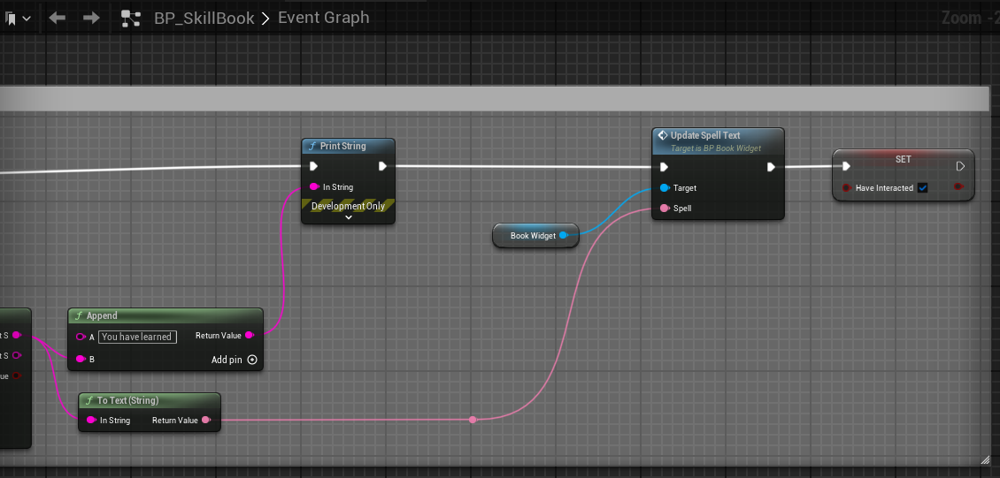 BP_SkillBook > Event Graph
Zoom -2
Print String
In String
Development Only
Update Spell Text
Target is BP Book Widget
Target
Spell
SET
Have Interacted
Book Widget
t S
t S
ue
Append
A You have learned Return Value
B Add pin
To Text (String)
In String Return Value